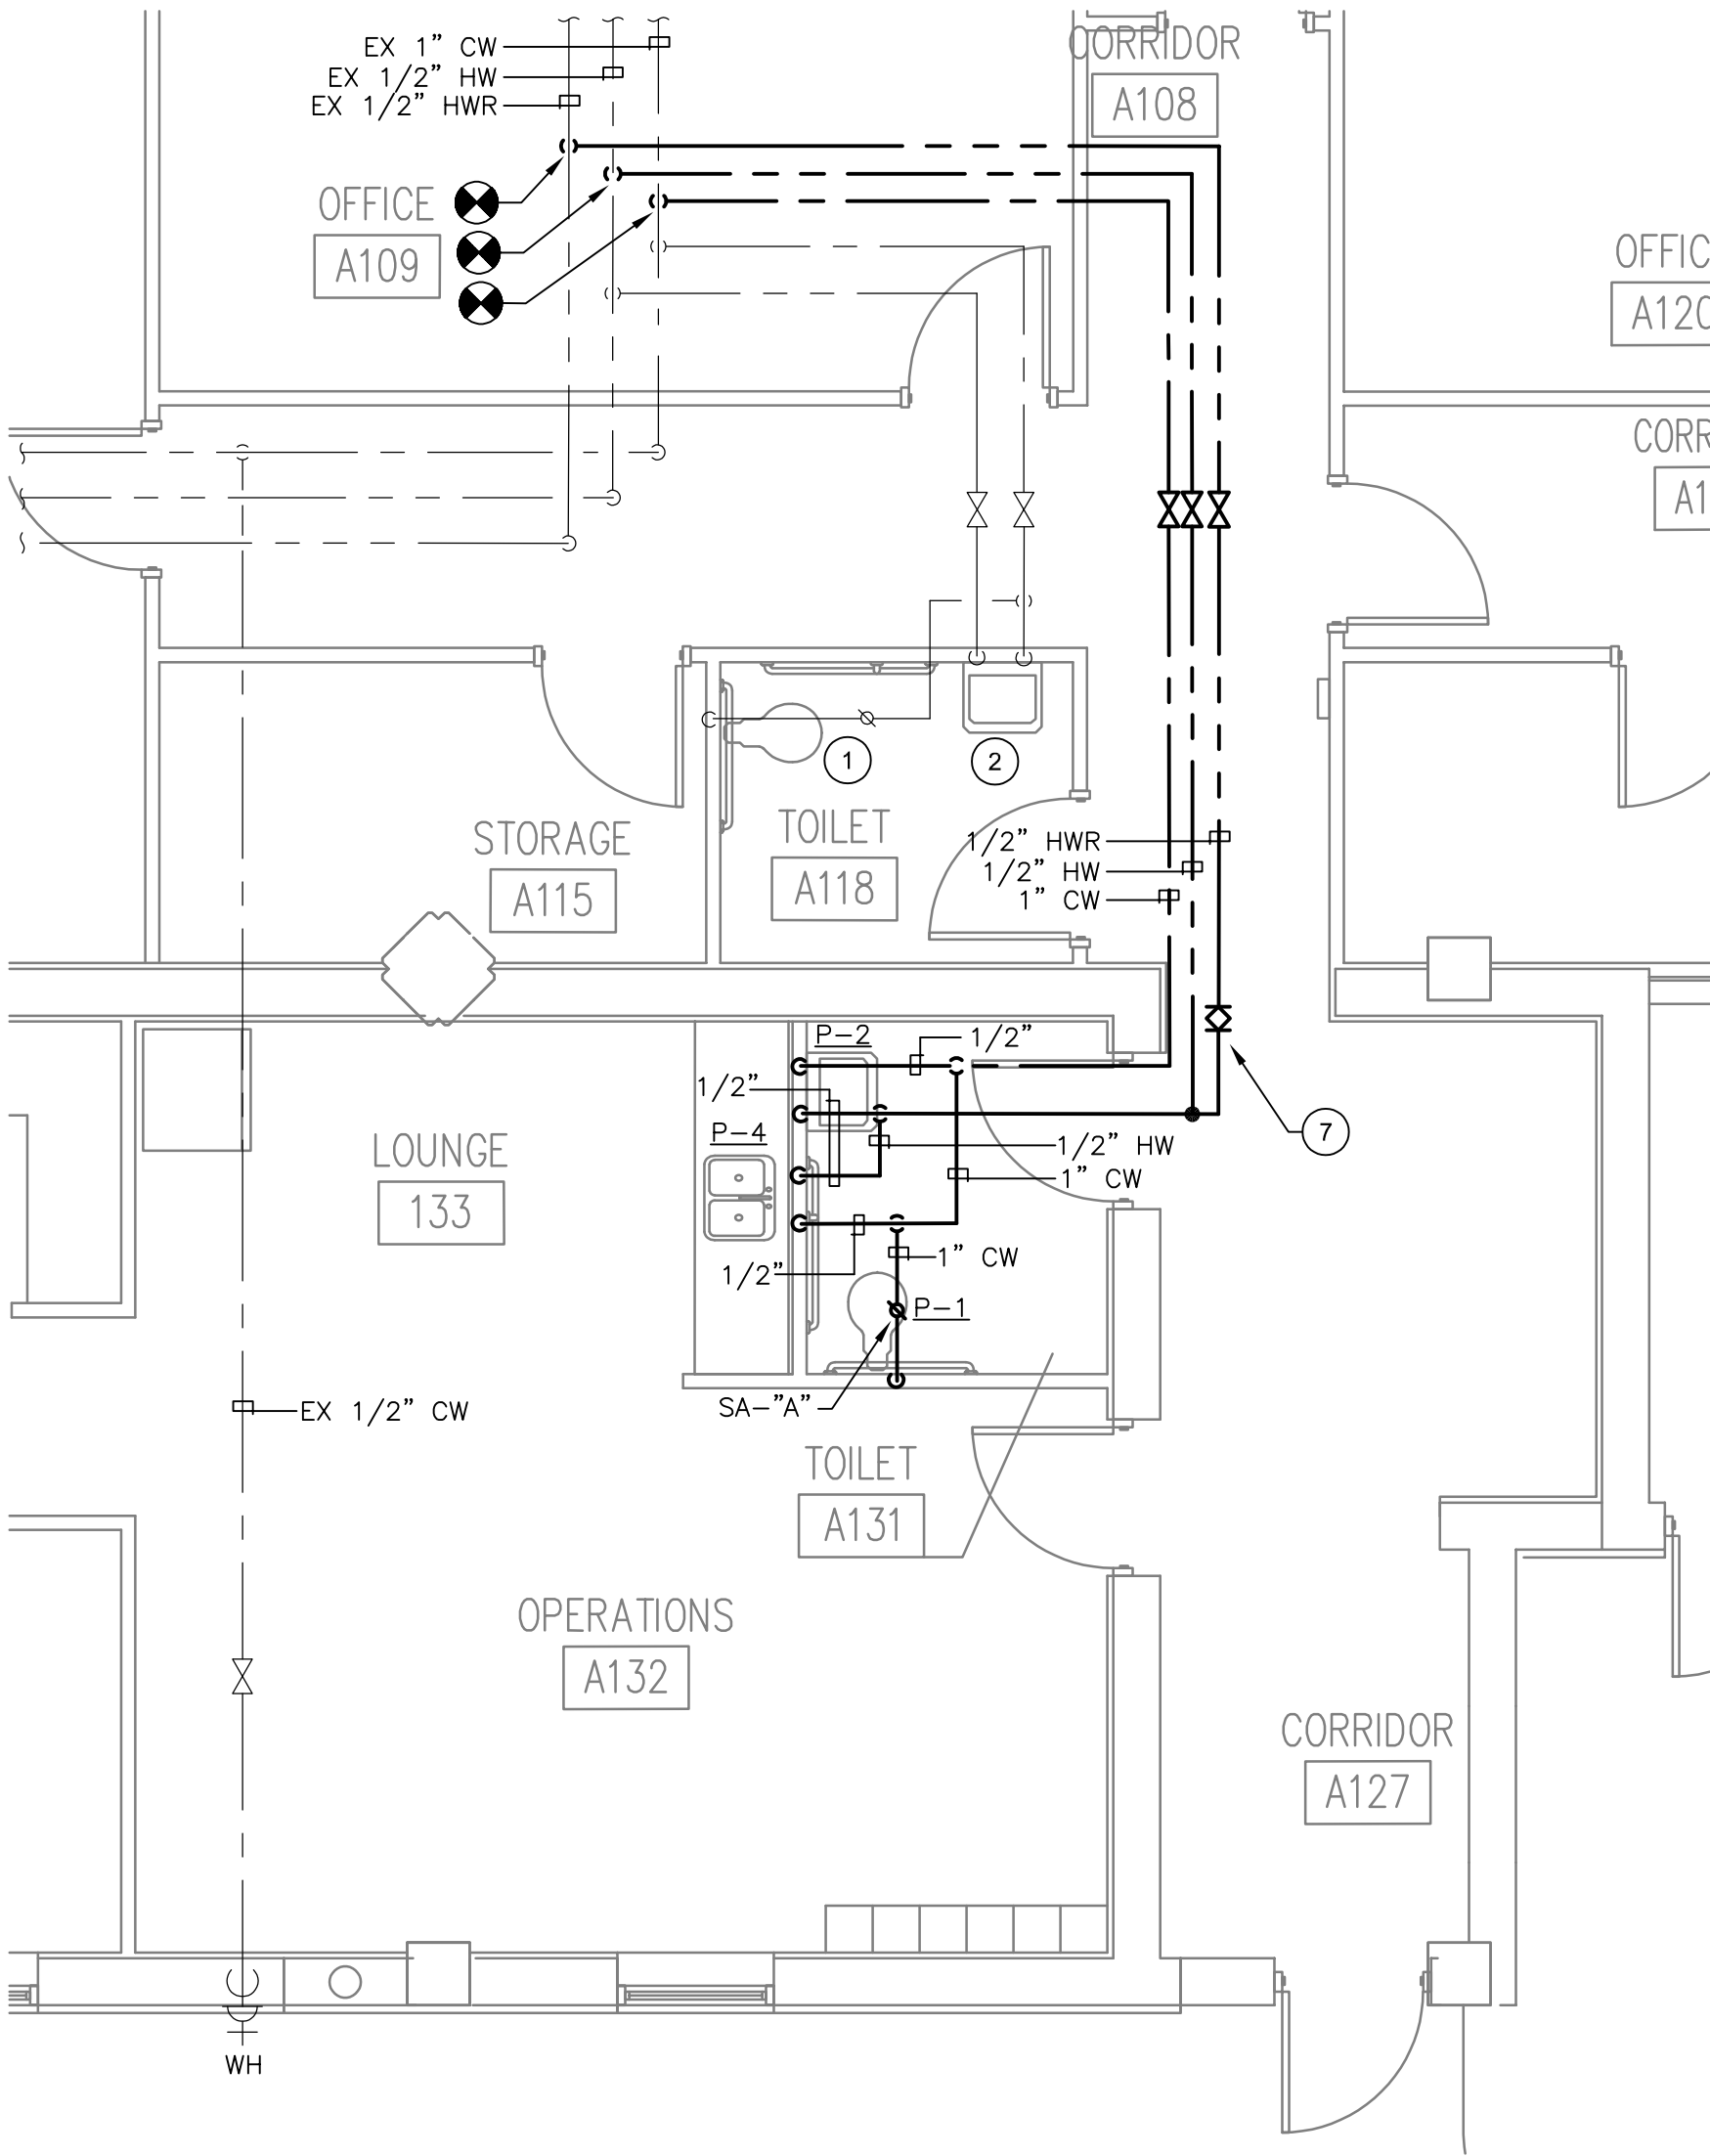 EX 1” CW
EX 1/2” HW
EX 1/2” HWR
CORRIDOR
A108
OFFICE
A109
OFFIC
A120
CORR
A1
1
2
STORAGE
A115
TOILET
A118
1/2” HWR
1/2” HW
1” CW
P-2
1/2”
1/2”
P-4
7
LOUNGE
133
1/2” HW
1” CW
1” CW
1/2”
P-1
SA-”A”
EX 1/2” CW
TOILET
A131
OPERATIONS
A132
CORRIDOR
A127
WH